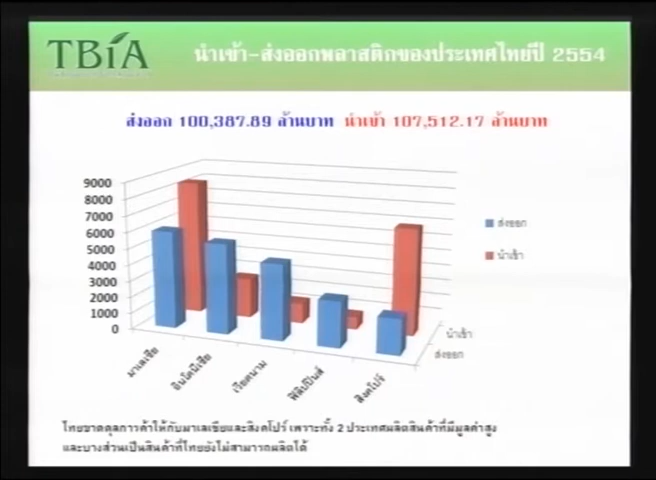 TBiA
นำเข้า-ส่งออกพลาสติกของประเทศไทยปี 2554
ส่งออก 100,387.89 ล้านบาท นำเข้า 107,512.17 ล้านบาท
9000
8000
7000
6000
5000
4000
3000
2000
1000
0
ส่งออก
นำเข้า
นำเข้า
ส่งออก
มาเลเซีย
อินโดนีเซีย
เวียดนาม
ฟิลิปปินส์
สิงคโปร์
ไทยขาดดุลการค้าให้กับมาเลเซียและสิงคโปร์ เพราะทั้ง 2 ประเทศผลิตสินค้าที่มีมูลค่าสูง
และบางส่วนเป็นสินค้าที่ไทยยังไม่สามารถผลิตได้